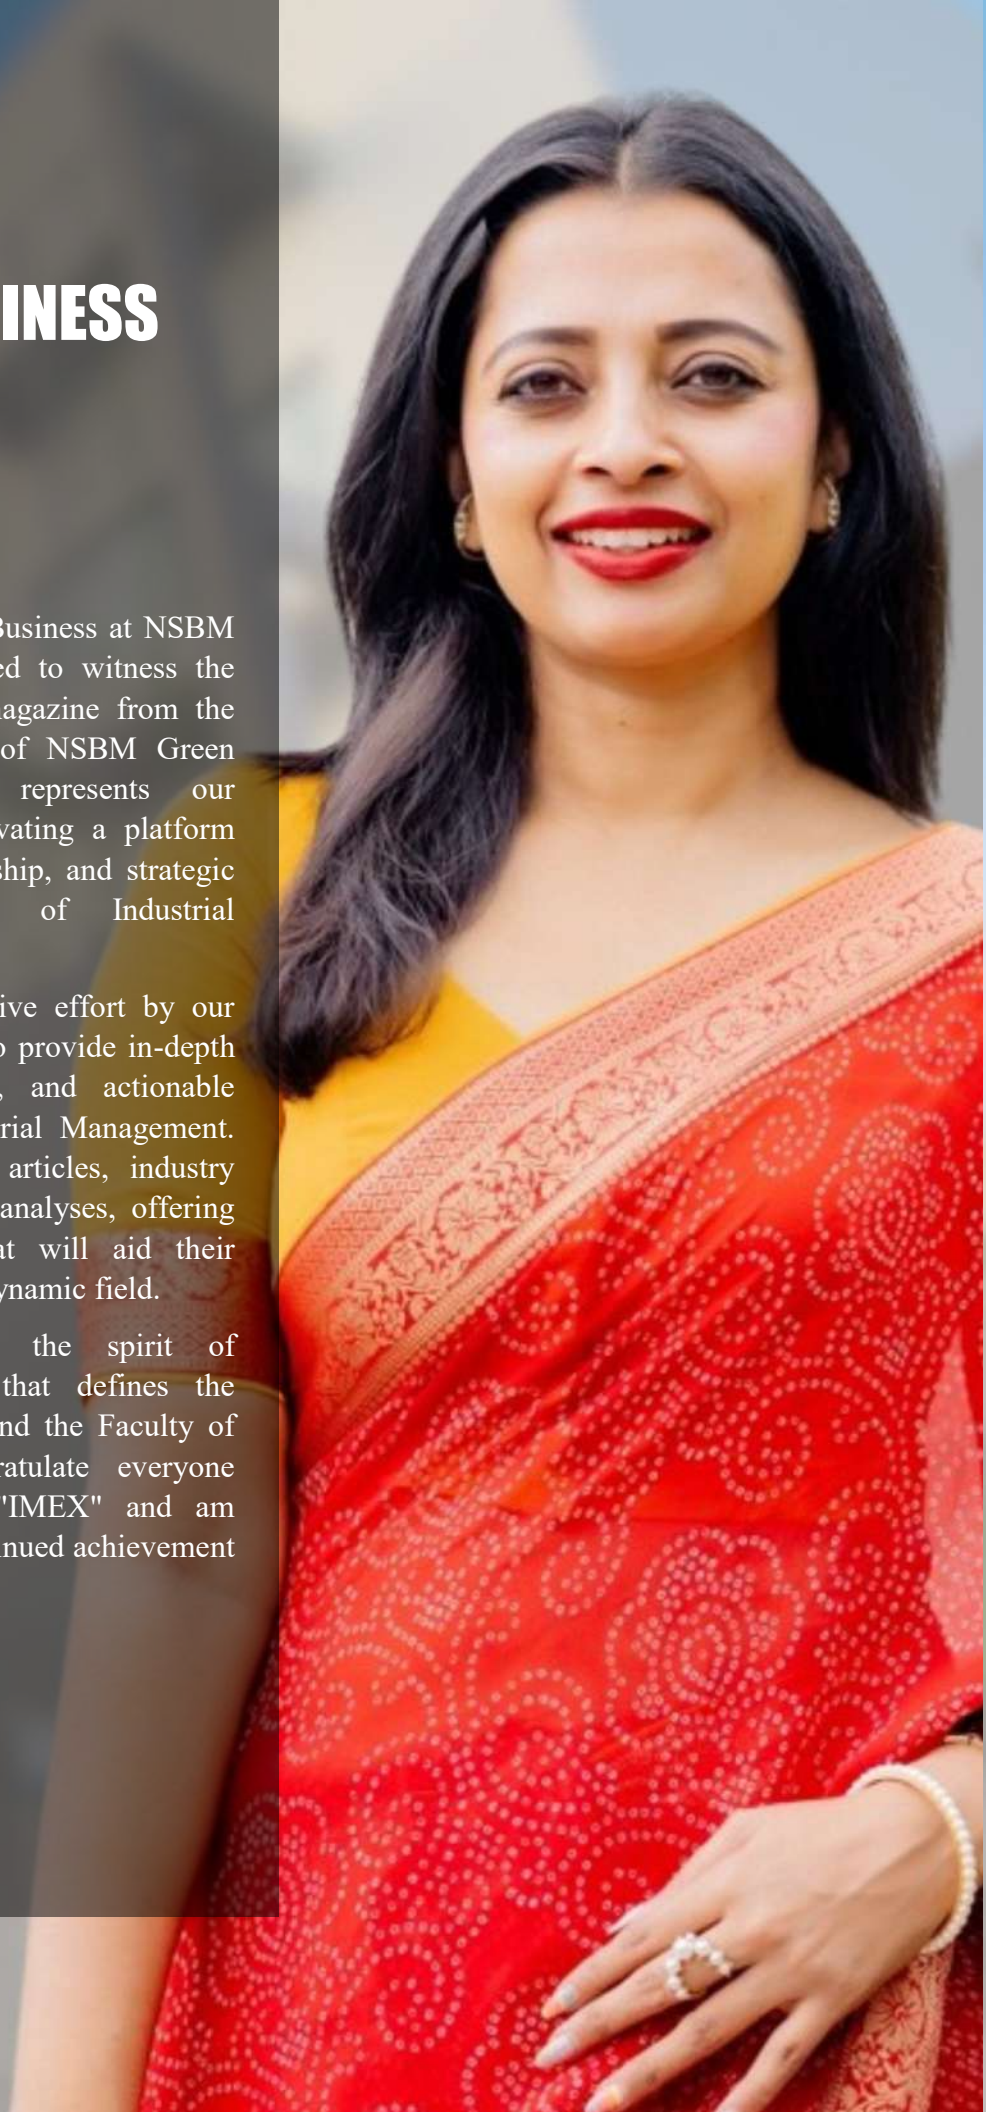 INESS
Business at NSBM
ed to witness the
magazine from the
of NSBM Green
represents our
vating a platform
ship, and strategic
of Industrial
ive effort by our
o provide in-depth
, and actionable
rial Management.
articles, industry
analyses, offering
at will aid their
ynamic field.
the spirit of
that defines the
nd the Faculty of
ratulate everyone
"IMEX" and am
inued achievement